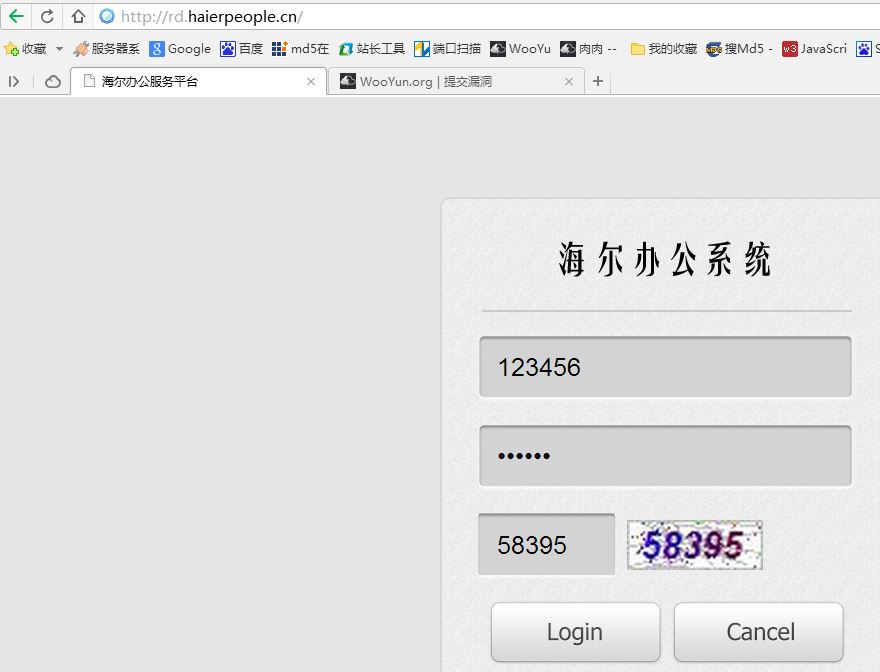 http://rd.haierpeople.cn/
收藏 服务器系 Google 百度 md5在 站长工具 端口扫描 WooYu 肉肉 -- 我的收藏 搜Md5 - w3 JavaScri S
海尔办公服务平台 WooYun.org | 提交漏洞
海尔办公系统
123456
••••••
58395 58395
Login Cancel